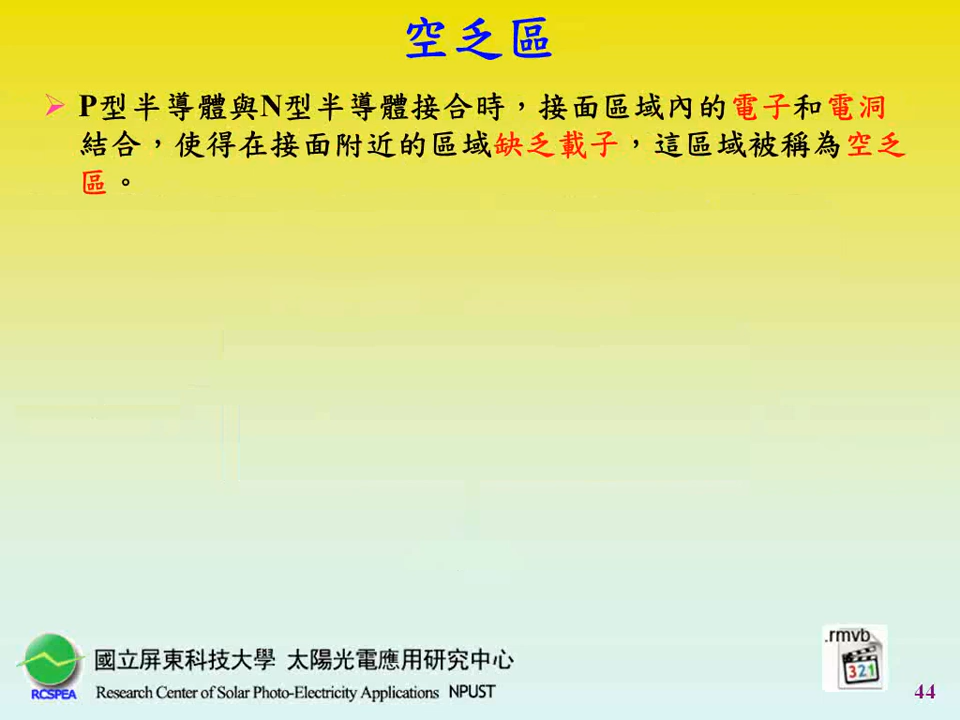 空乏區
P型半導體與N型半導體接合時，接面區域內的電子和電洞
結合，使得在接面附近的區域缺乏載子，這區域被稱為空乏
區。
.rmvb
321
國立屏東科技大學 太陽光電應用研究中心
RCSPEA
Research Center of Solar Photo-Electricity Applications NPUST
44